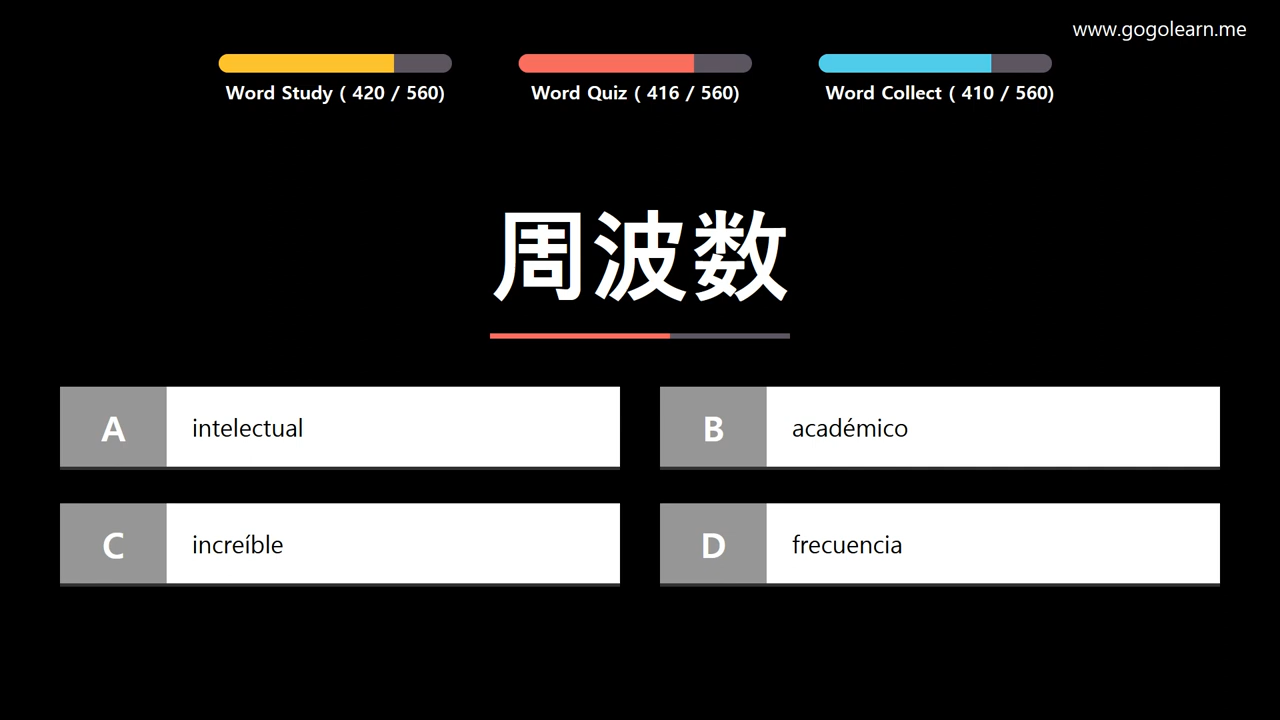 www.gogolearn.me
Word Study ( 420 / 560)
Word Quiz ( 416 / 560)
Word Collect ( 410 / 560)
周波数
A intelectual
B académico
C increíble
D frecuencia